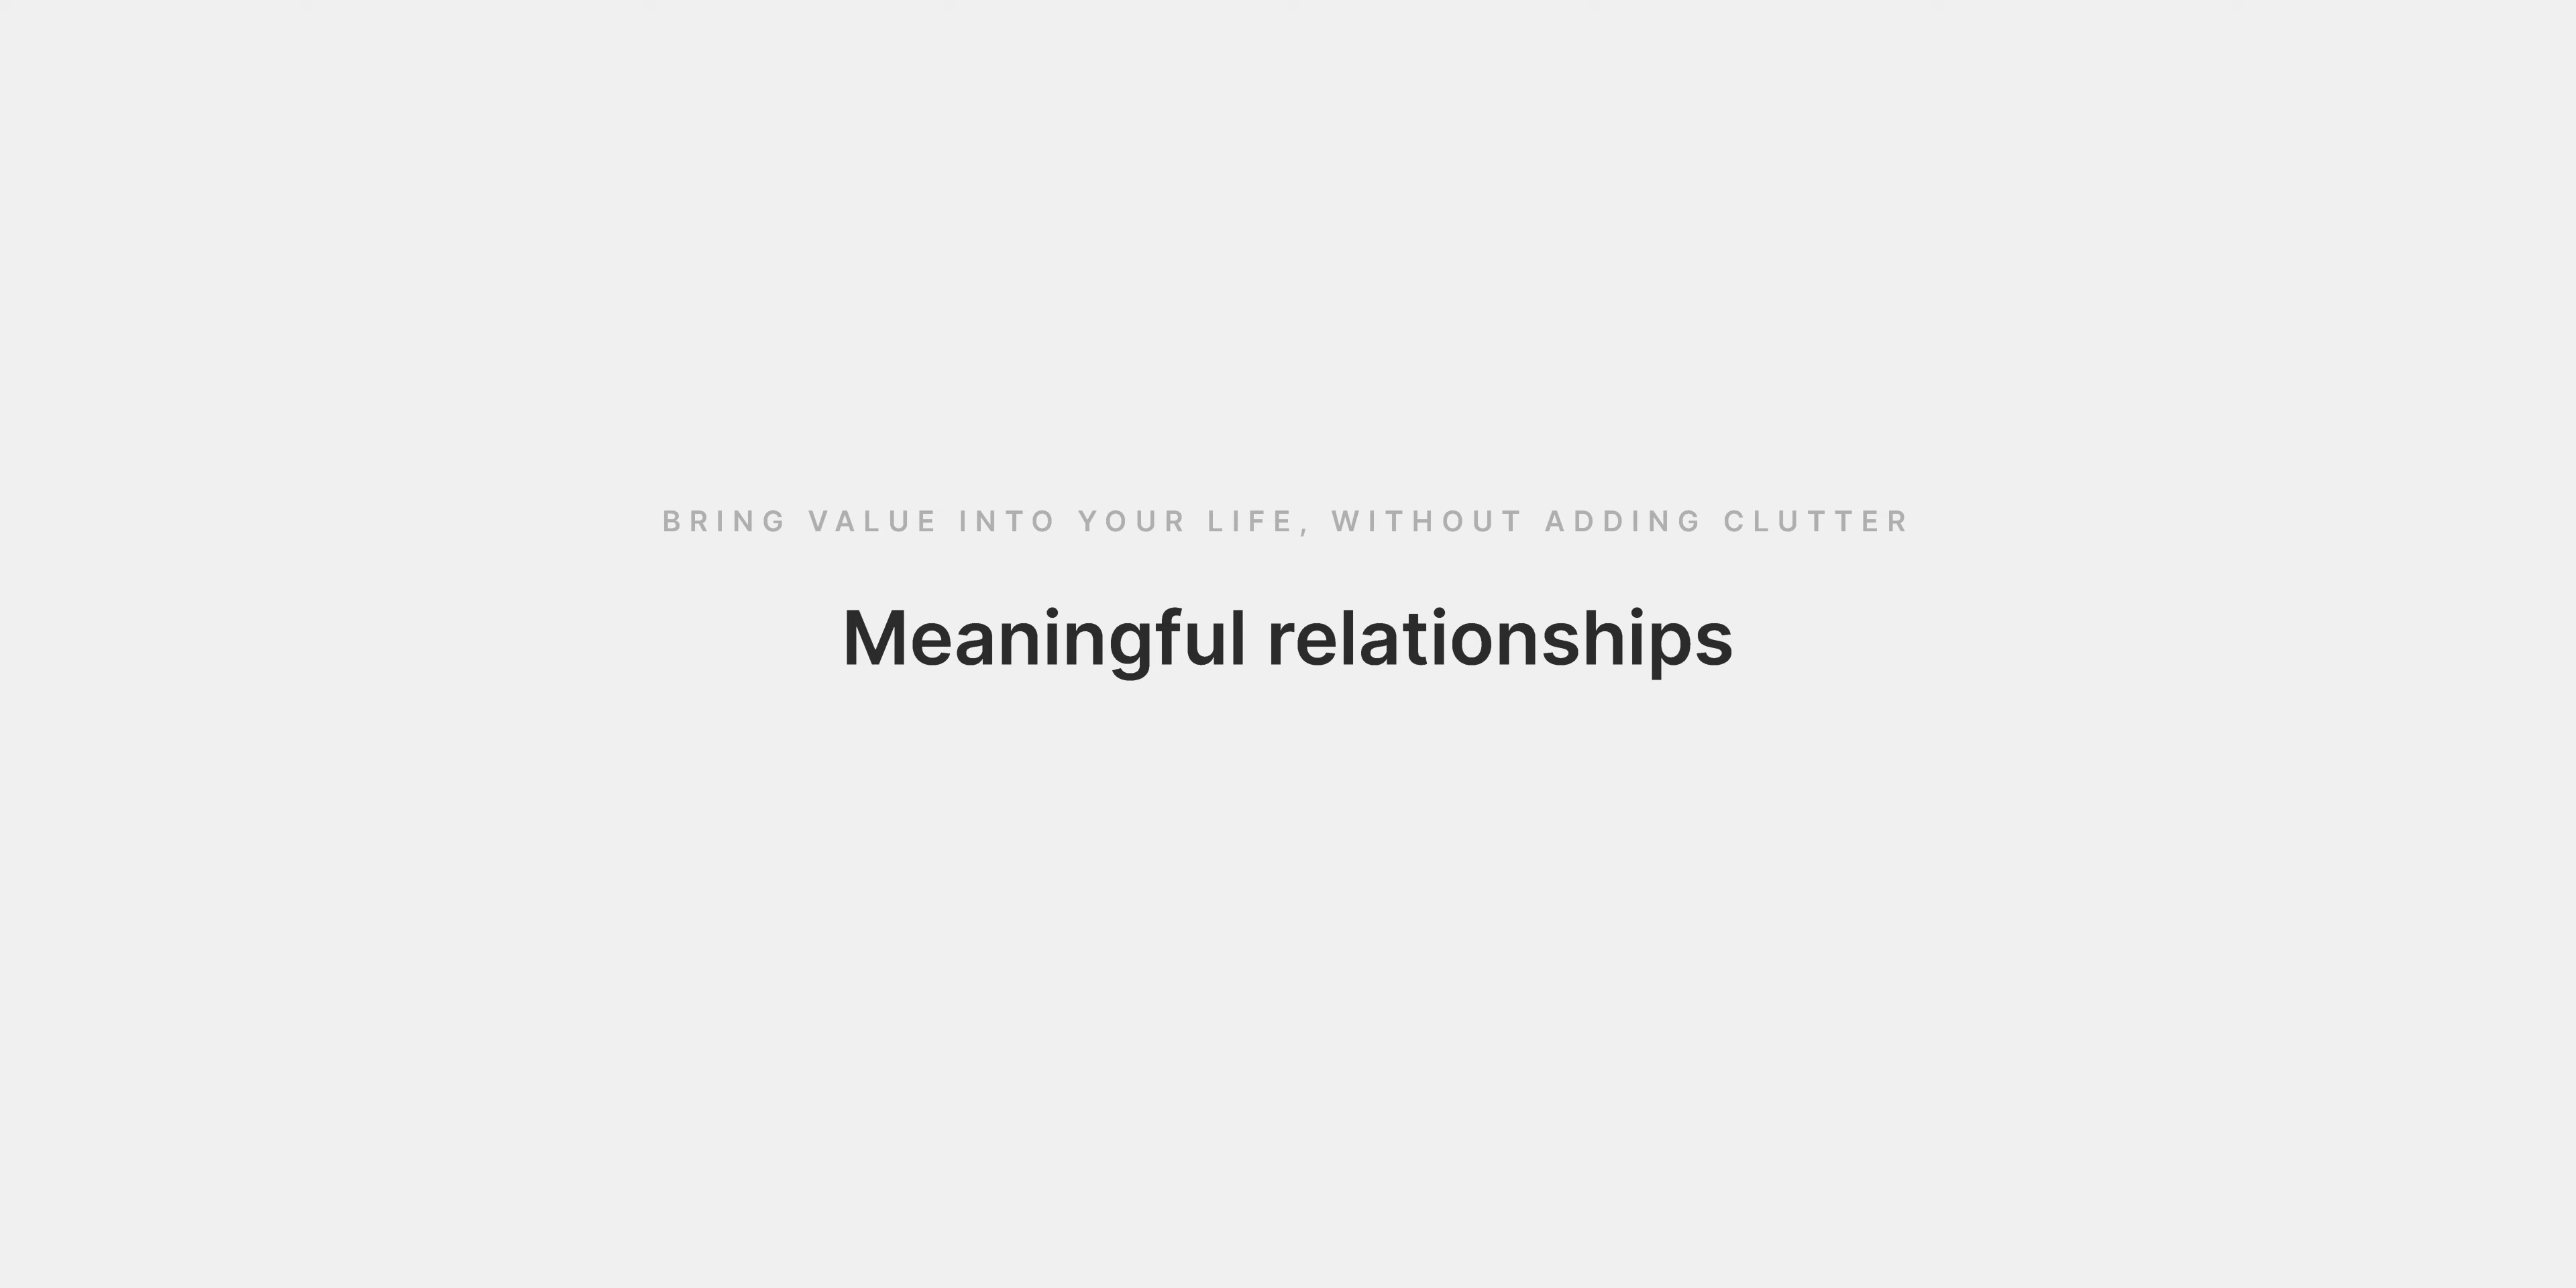 BRING VALUE INTO YOUR LIFE, WITHOUT ADDING CLUTTER
Meaningful relationships